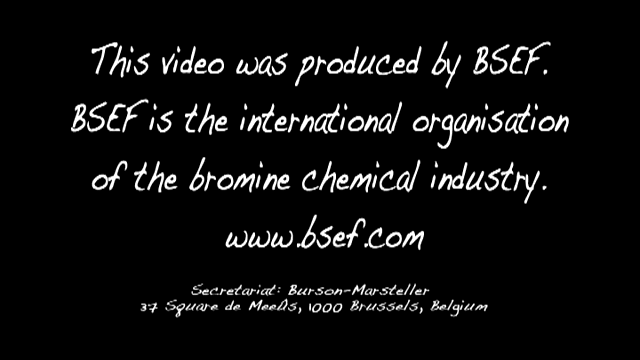 This video was produced by BSEF.
BSEF is the international organisation
of the bromine chemical industry.
www.bsef.com
Secretariat: Burson-Marsteller
37 Square de Meeûs, 1000 Brussels, Belgium